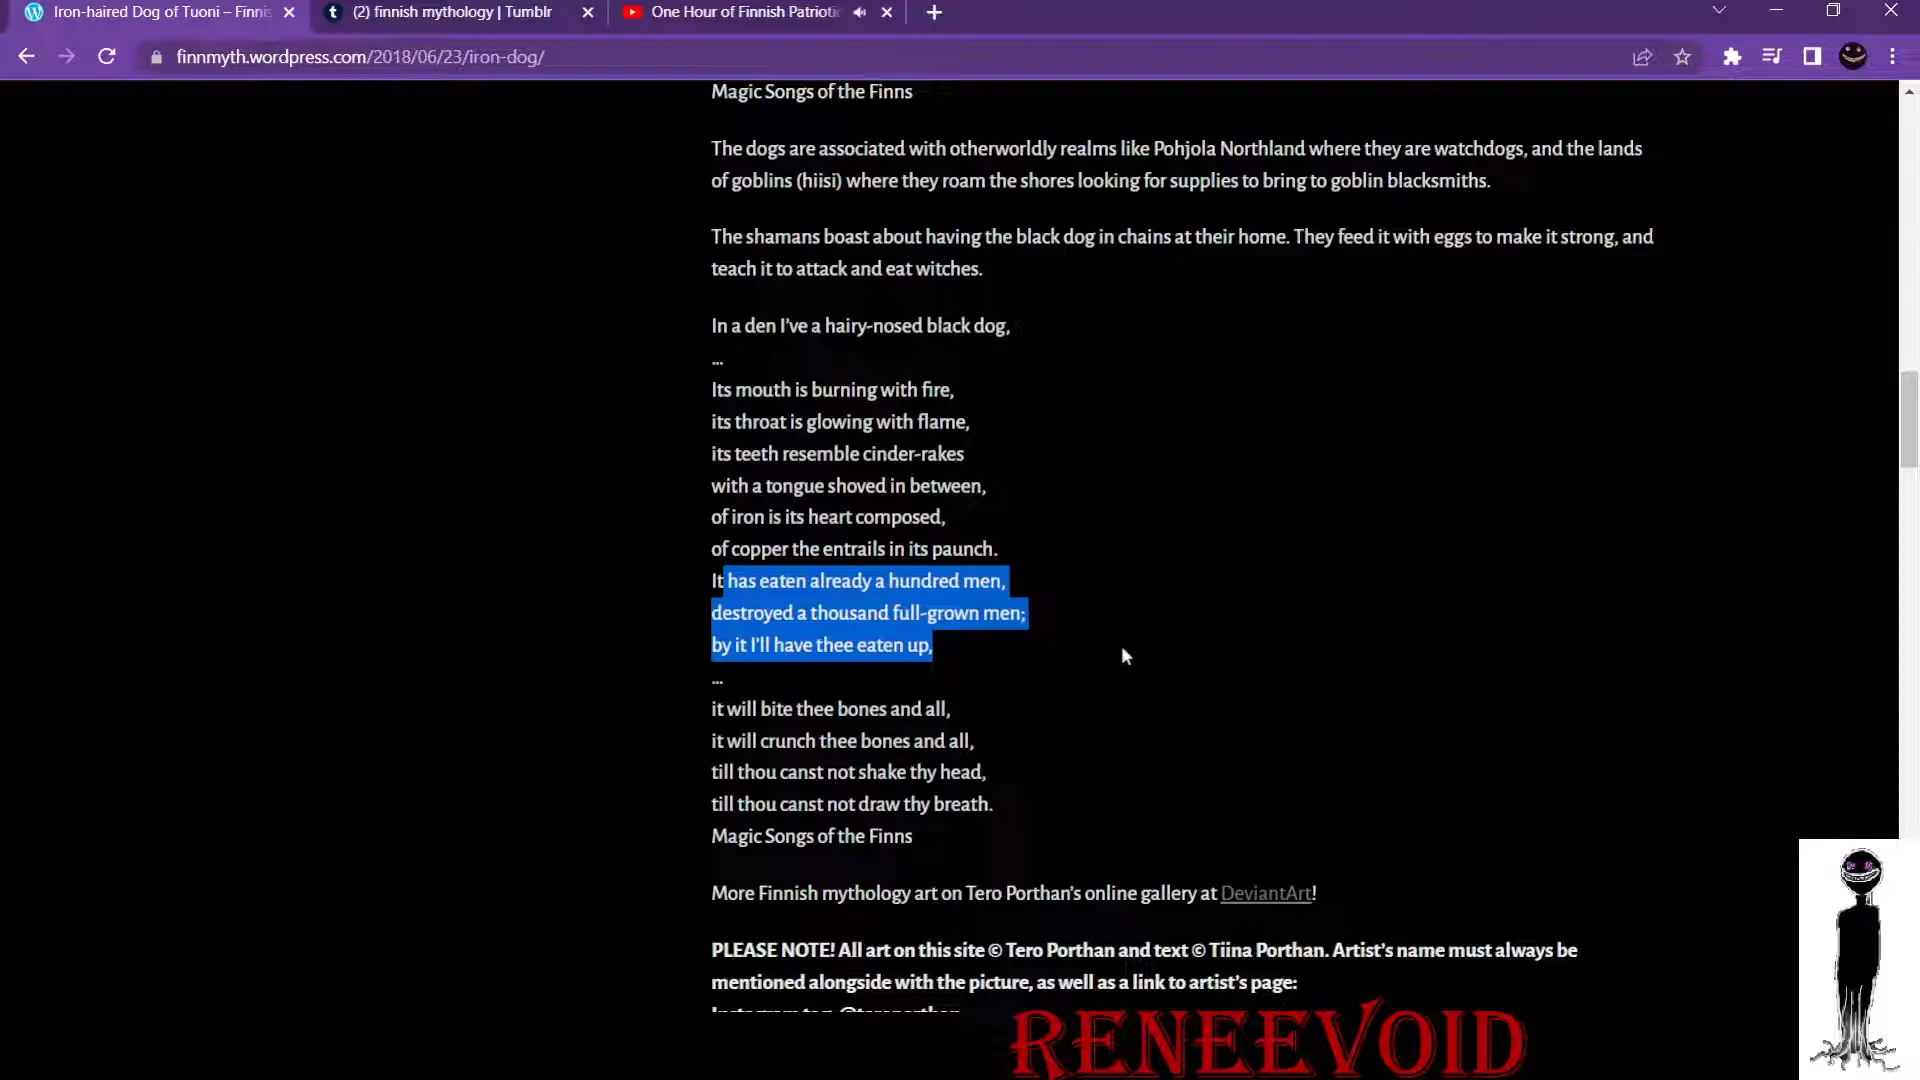 Iron-haired Dog of Tuoni – Finnis
(2) finnish mythology | Tumblr
One Hour of Finnish Patriotic
finnmyth.wordpress.com/2018/06/23/iron-dog/
Magic Songs of the Finns
The dogs are associated with otherworldly realms like Pohjola Northland where they are watchdogs, and the lands
of goblins (hiisi) where they roam the shores looking for supplies to bring to goblin blacksmiths.
The shamans boast about having the black dog in chains at their home. They feed it with eggs to make it strong, and
teach it to attack and eat witches.
In a den I've a hairy-nosed black dog,
...
Its mouth is burning with fire,
its throat is glowing with flame,
its teeth resemble cinder-rakes
with a tongue shoved in between,
of iron is its heart composed,
of copper the entrails in its paunch.
It has eaten already a hundred men,
destroyed a thousand full-grown men;
by it I'll have thee eaten up,
...
it will bite thee bones and all,
it will crunch thee bones and all,
till thou canst not shake thy head,
till thou canst not draw thy breath.
Magic Songs of the Finns
More Finnish mythology art on Tero Porthan's online gallery at DeviantArt!
PLEASE NOTE! All art on this site © Tero Porthan and text © Tiina Porthan. Artist's name must always be
mentioned alongside with the picture, as well as a link to artist's page:
RENEEVOID